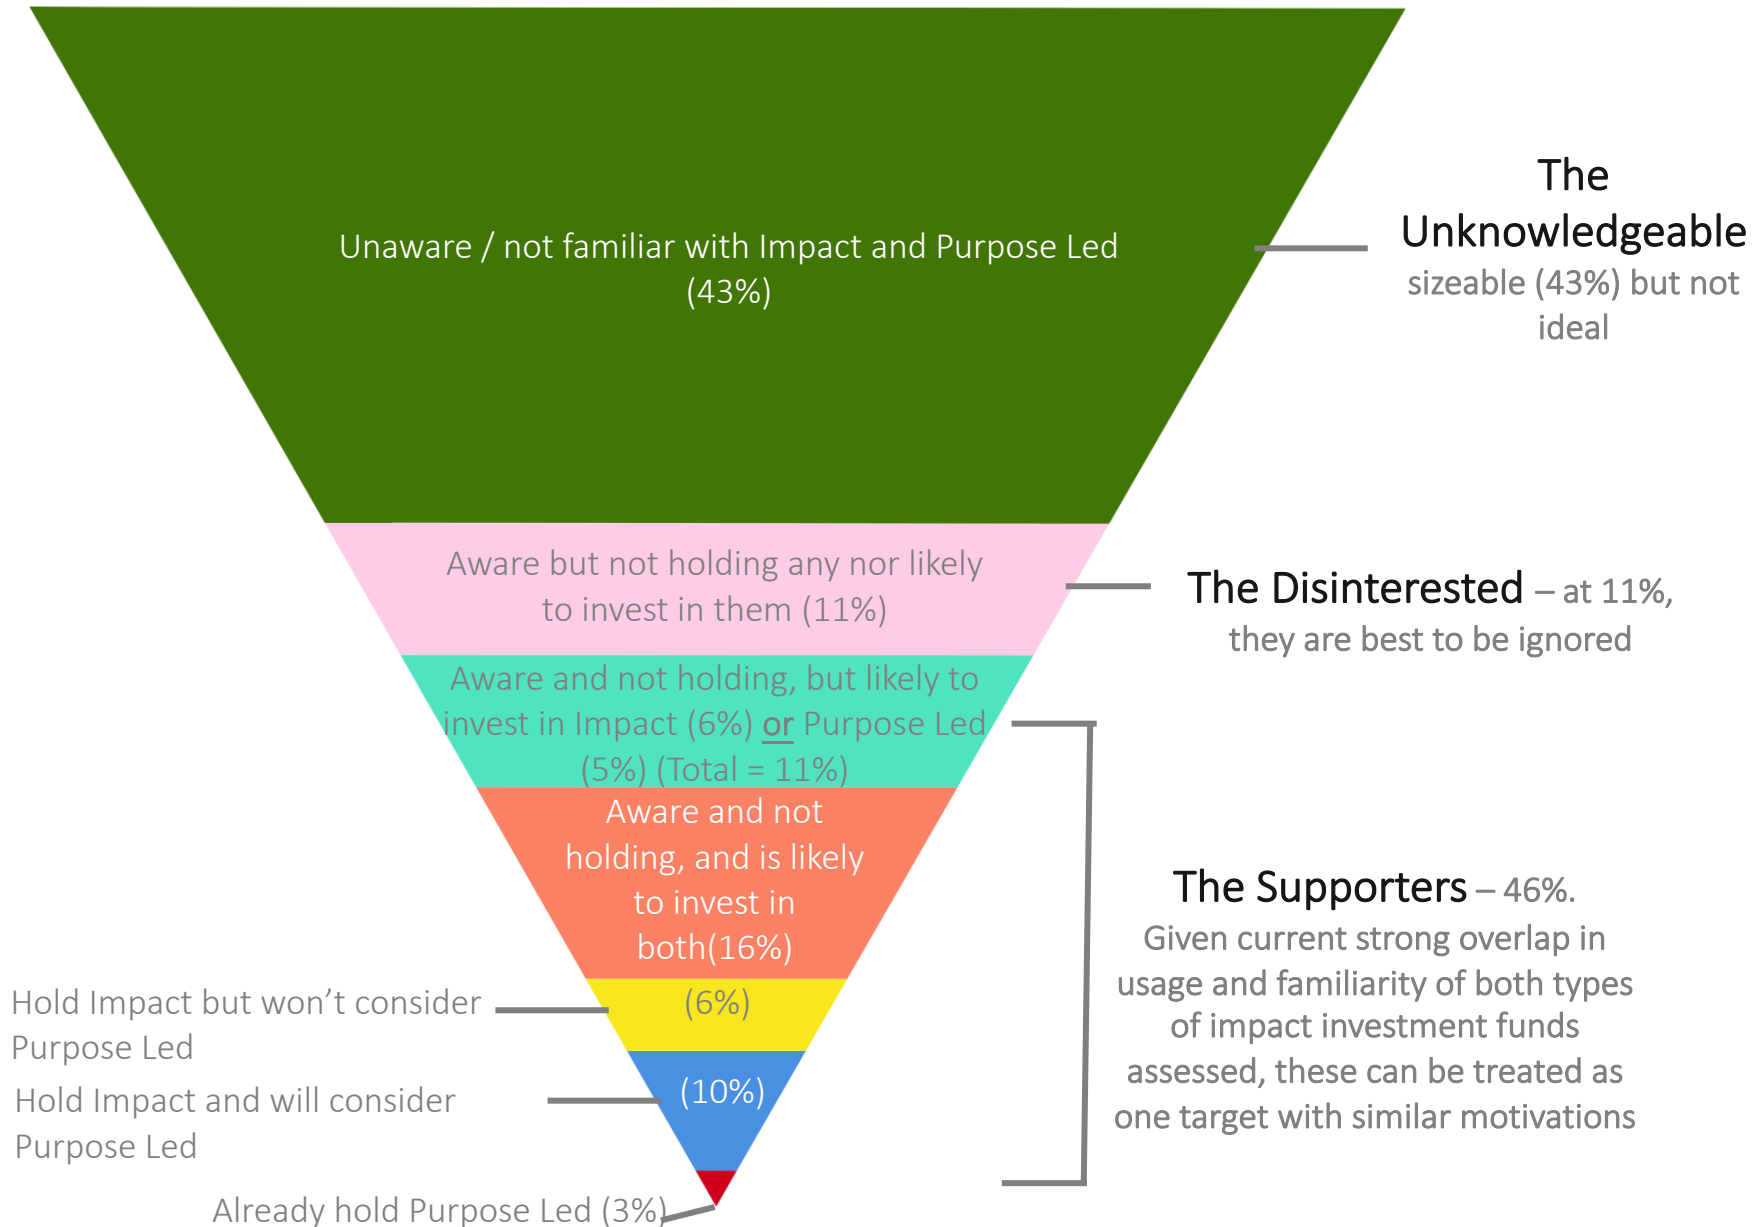 Unaware / not familiar with Impact and Purpose Led
(43%)
The
Unknowledgeable
sizeable (43%) but not
ideal
Aware but not holding any nor likely
to invest in them (11%)
The Disinterested – at 11%,
they are best to be ignored
Aware and not holding, but likely to
invest in Impact (6%) or Purpose Led
(5%) (Total = 11%)
Aware and not
holding, and is likely
to invest in
both(16%)
The Supporters – 46%.
Given current strong overlap in
usage and familiarity of both types
of impact investment funds
assessed, these can be treated as
one target with similar motivations
Hold Impact but won’t consider
Purpose Led
(6%)
Hold Impact and will consider
Purpose Led
(10%)
Already hold Purpose Led (3%)